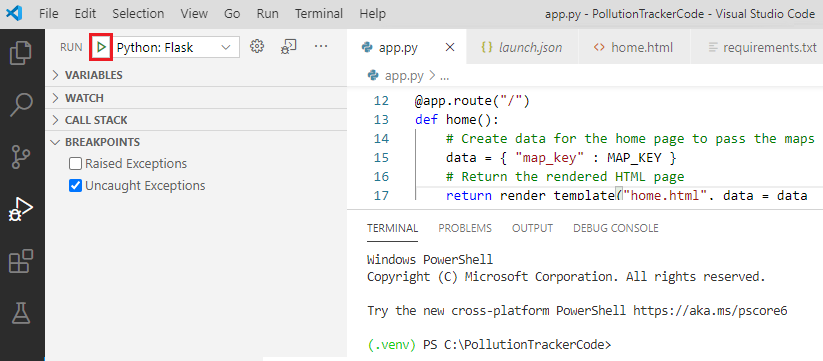 File Edit Selection View Go Run Terminal Help app.py - PollutionTrackerCode - Visual Studio Code
RUN Python: Flask ...
VARIABLES
WATCH
CALL STACK
BREAKPOINTS
Raised Exceptions
Uncaught Exceptions
app.py {} launch.json home.html requirements.txt
app.py > ...
12 @app.route("/")
13 def home():
14 # Create data for the home page to pass the maps
15 data = { "map_key" : MAP_KEY }
16 # Return the rendered HTML page
17 return render_template("home.html", data = data
TERMINAL PROBLEMS OUTPUT DEBUG CONSOLE
Windows PowerShell
Copyright (C) Microsoft Corporation. All rights reserved.
Try the new cross-platform PowerShell https://aka.ms/pscore6
(.venv) PS C:\PollutionTrackerCode>